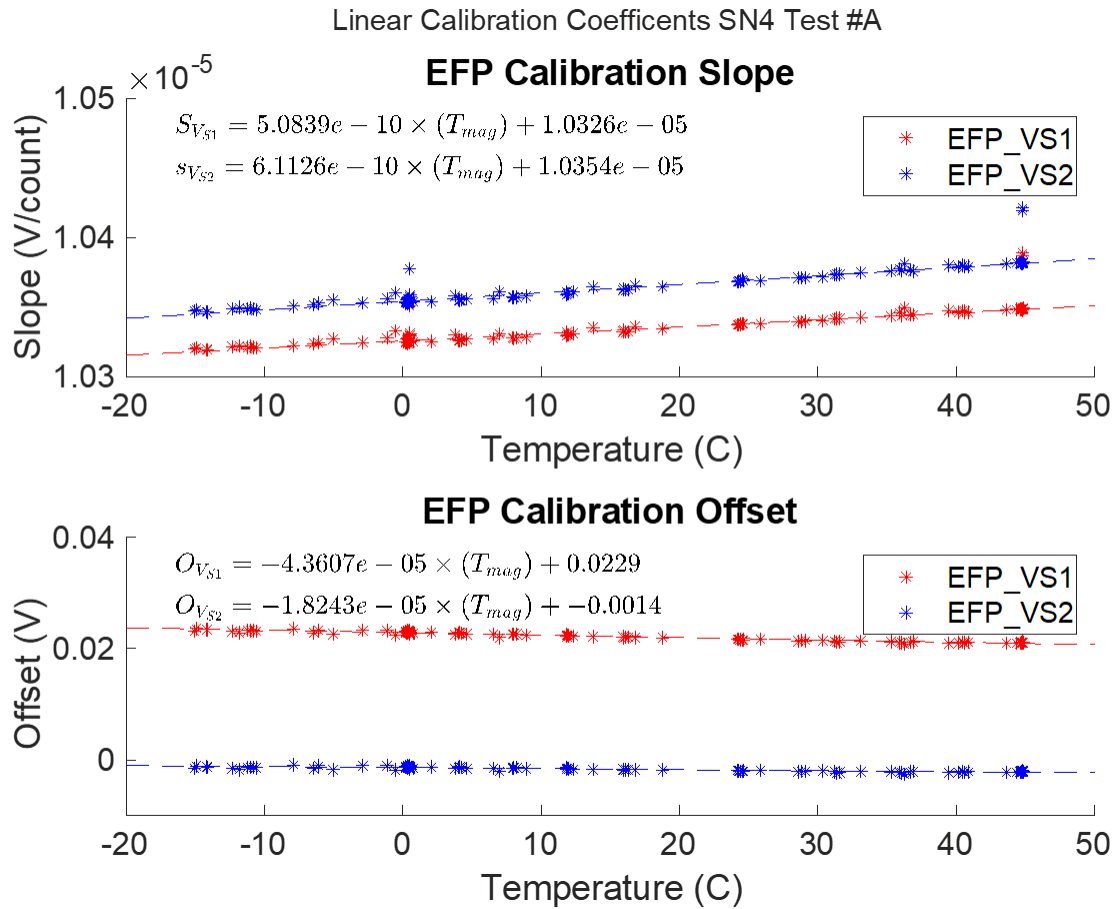 Linear Calibration Coefficents SN4 Test #A
EFP Calibration Slope
×10⁻⁵
S_{V_{S1}} = 5.0839e − 10 × (T_{mag}) + 1.0326e − 05
s_{V_{S2}} = 6.1126e − 10 × (T_{mag}) + 1.0354e − 05
EFP_VS1
EFP_VS2
Slope (V/count)
1.05
1.04
1.03
-20 -10 0 10 20 30 40 50
Temperature (C)
EFP Calibration Offset
O_{V_{S1}} = −4.3607e − 05 × (T_{mag}) + 0.0229
O_{V_{S2}} = −1.8243e − 05 × (T_{mag}) + −0.0014
EFP_VS1
EFP_VS2
Offset (V)
0.04
0.02
0
-20 -10 0 10 20 30 40 50
Temperature (C)